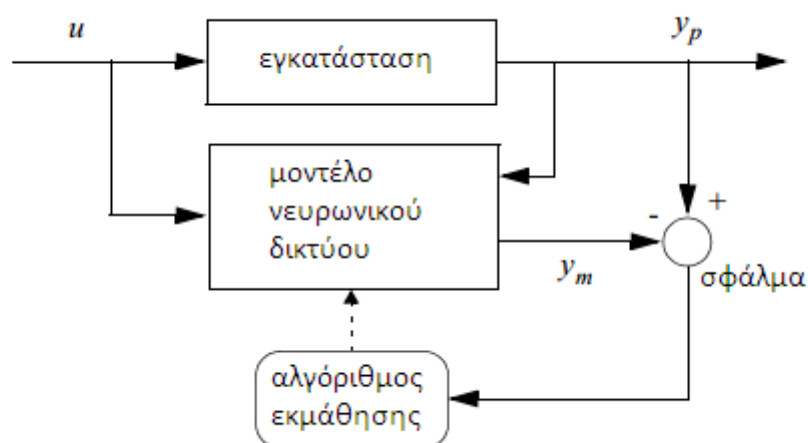 u
y_p
εγκατάσταση
μοντέλο
νευρωνικού
δικτύου
- +
y_m
σφάλμα
αλγόριθμος
εκμάθησης